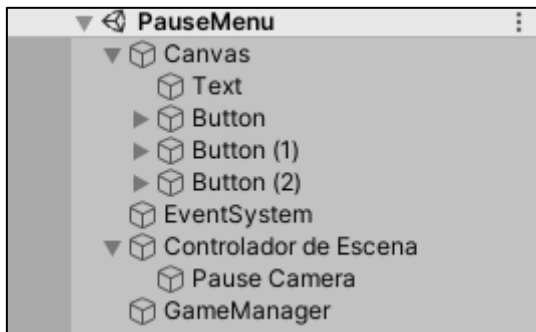 PauseMenu
Canvas
Text
Button
Button (1)
Button (2)
EventSystem
Controlador de Escena
Pause Camera
GameManager